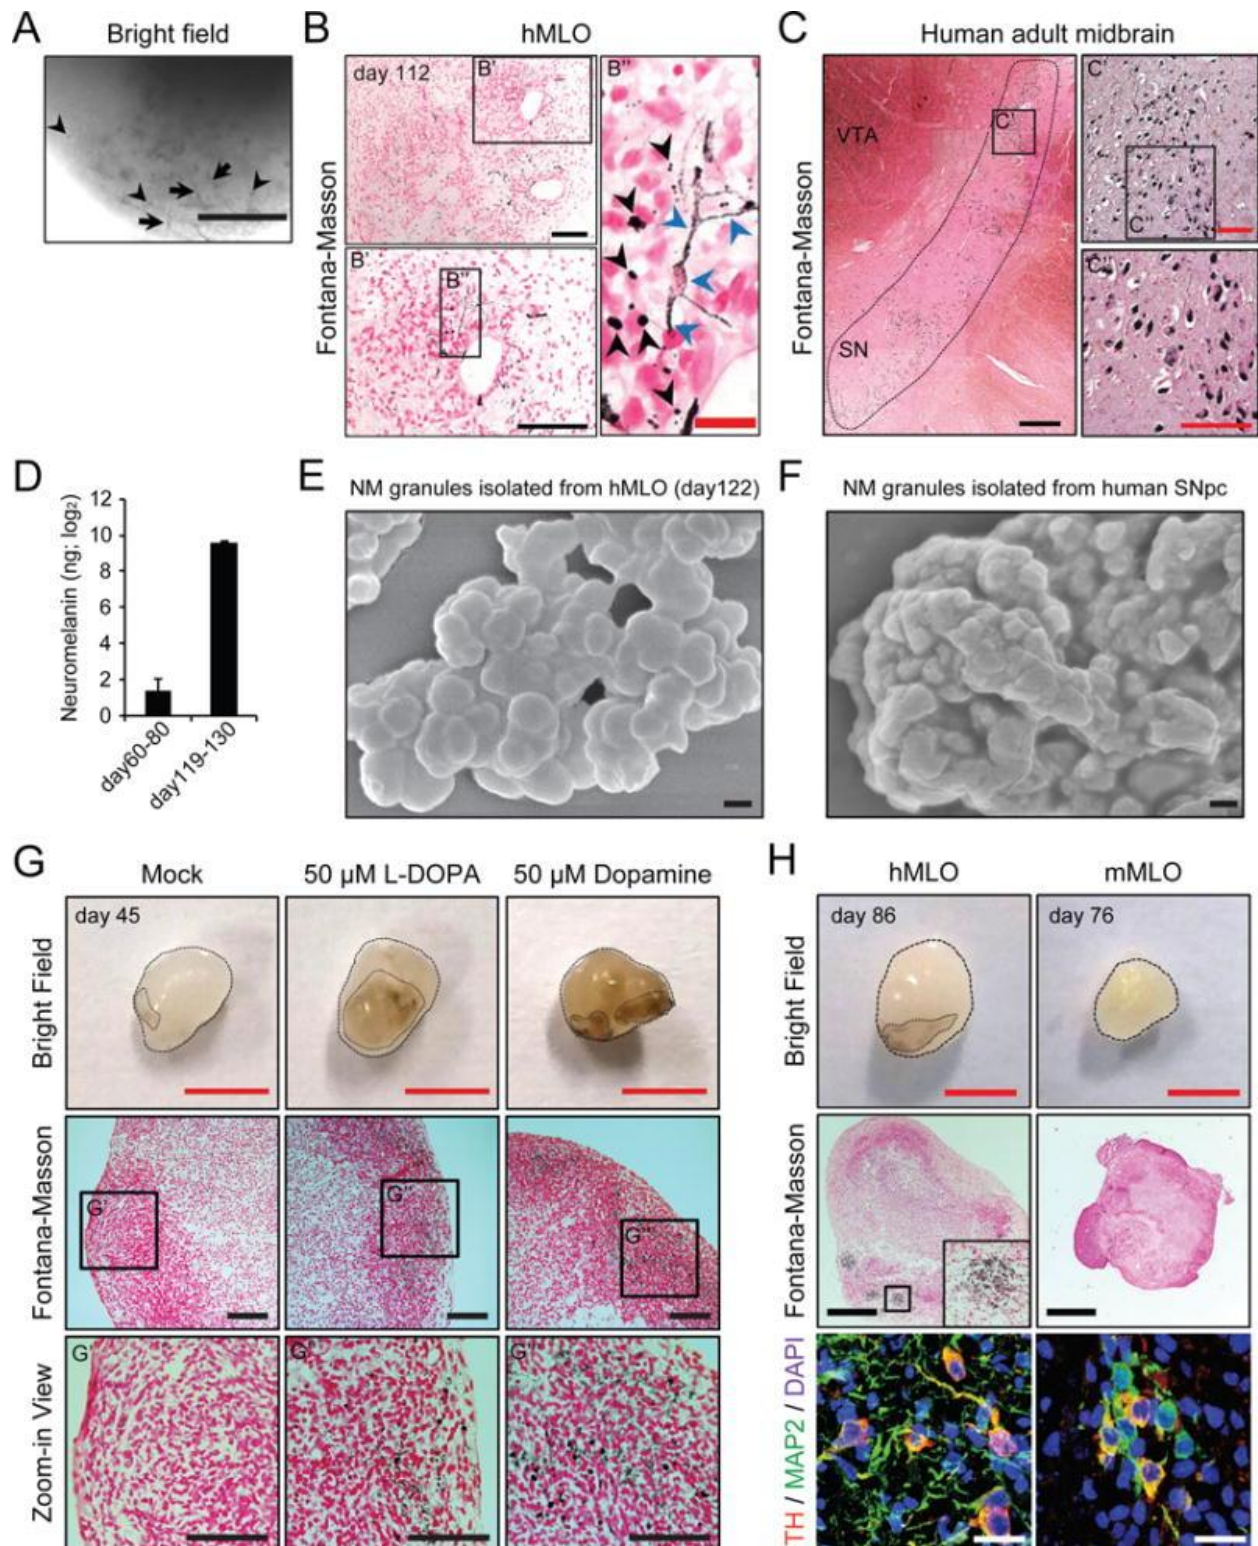 A
Bright field
B
hMLO
Fontana-Masson
day 112
B'
B''
B'
B''
C
Human adult midbrain
Fontana-Masson
VTA
C'
SN
C'
C''
C''
D
Neuromelanin (ng; log2)
12
10
8
6
4
2
0
day60-80
day119-130
E
NM granules isolated from hMLO (day122)
F
NM granules isolated from human SNpc
G
Mock
50 µM L-DOPA
50 µM Dopamine
Bright Field
day 45
Fontana-Masson
G'
G''
G'''
Zoom-in View
G'
G
G
H
hMLO
mMLO
Bright Field
day 86
day 76
Fontana-Masson
TH / MAP2 / DAPI